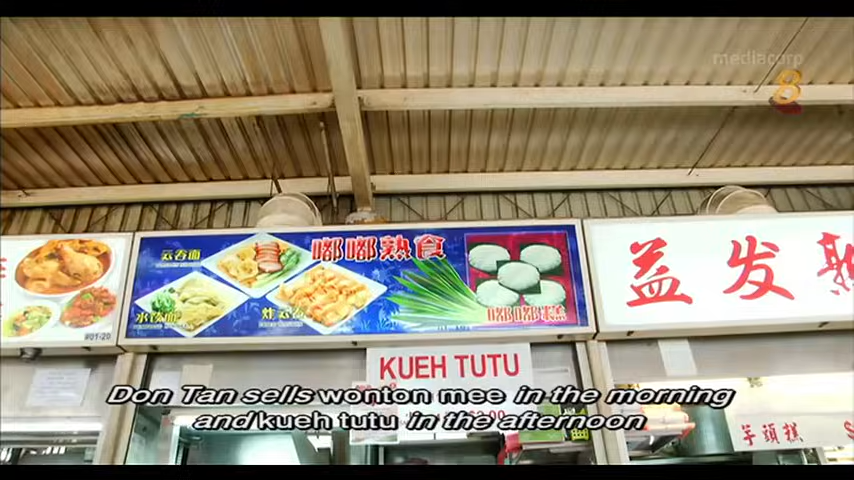 mediacorp
8
云吞面
嘟嘟熟食
水饺面
炸云吞
嘟嘟糕
#01-20
益发熟
KUEH TUTU
芋頭糕
Don Tan sells wonton mee in the morning
and kueh tutu in the afternoon